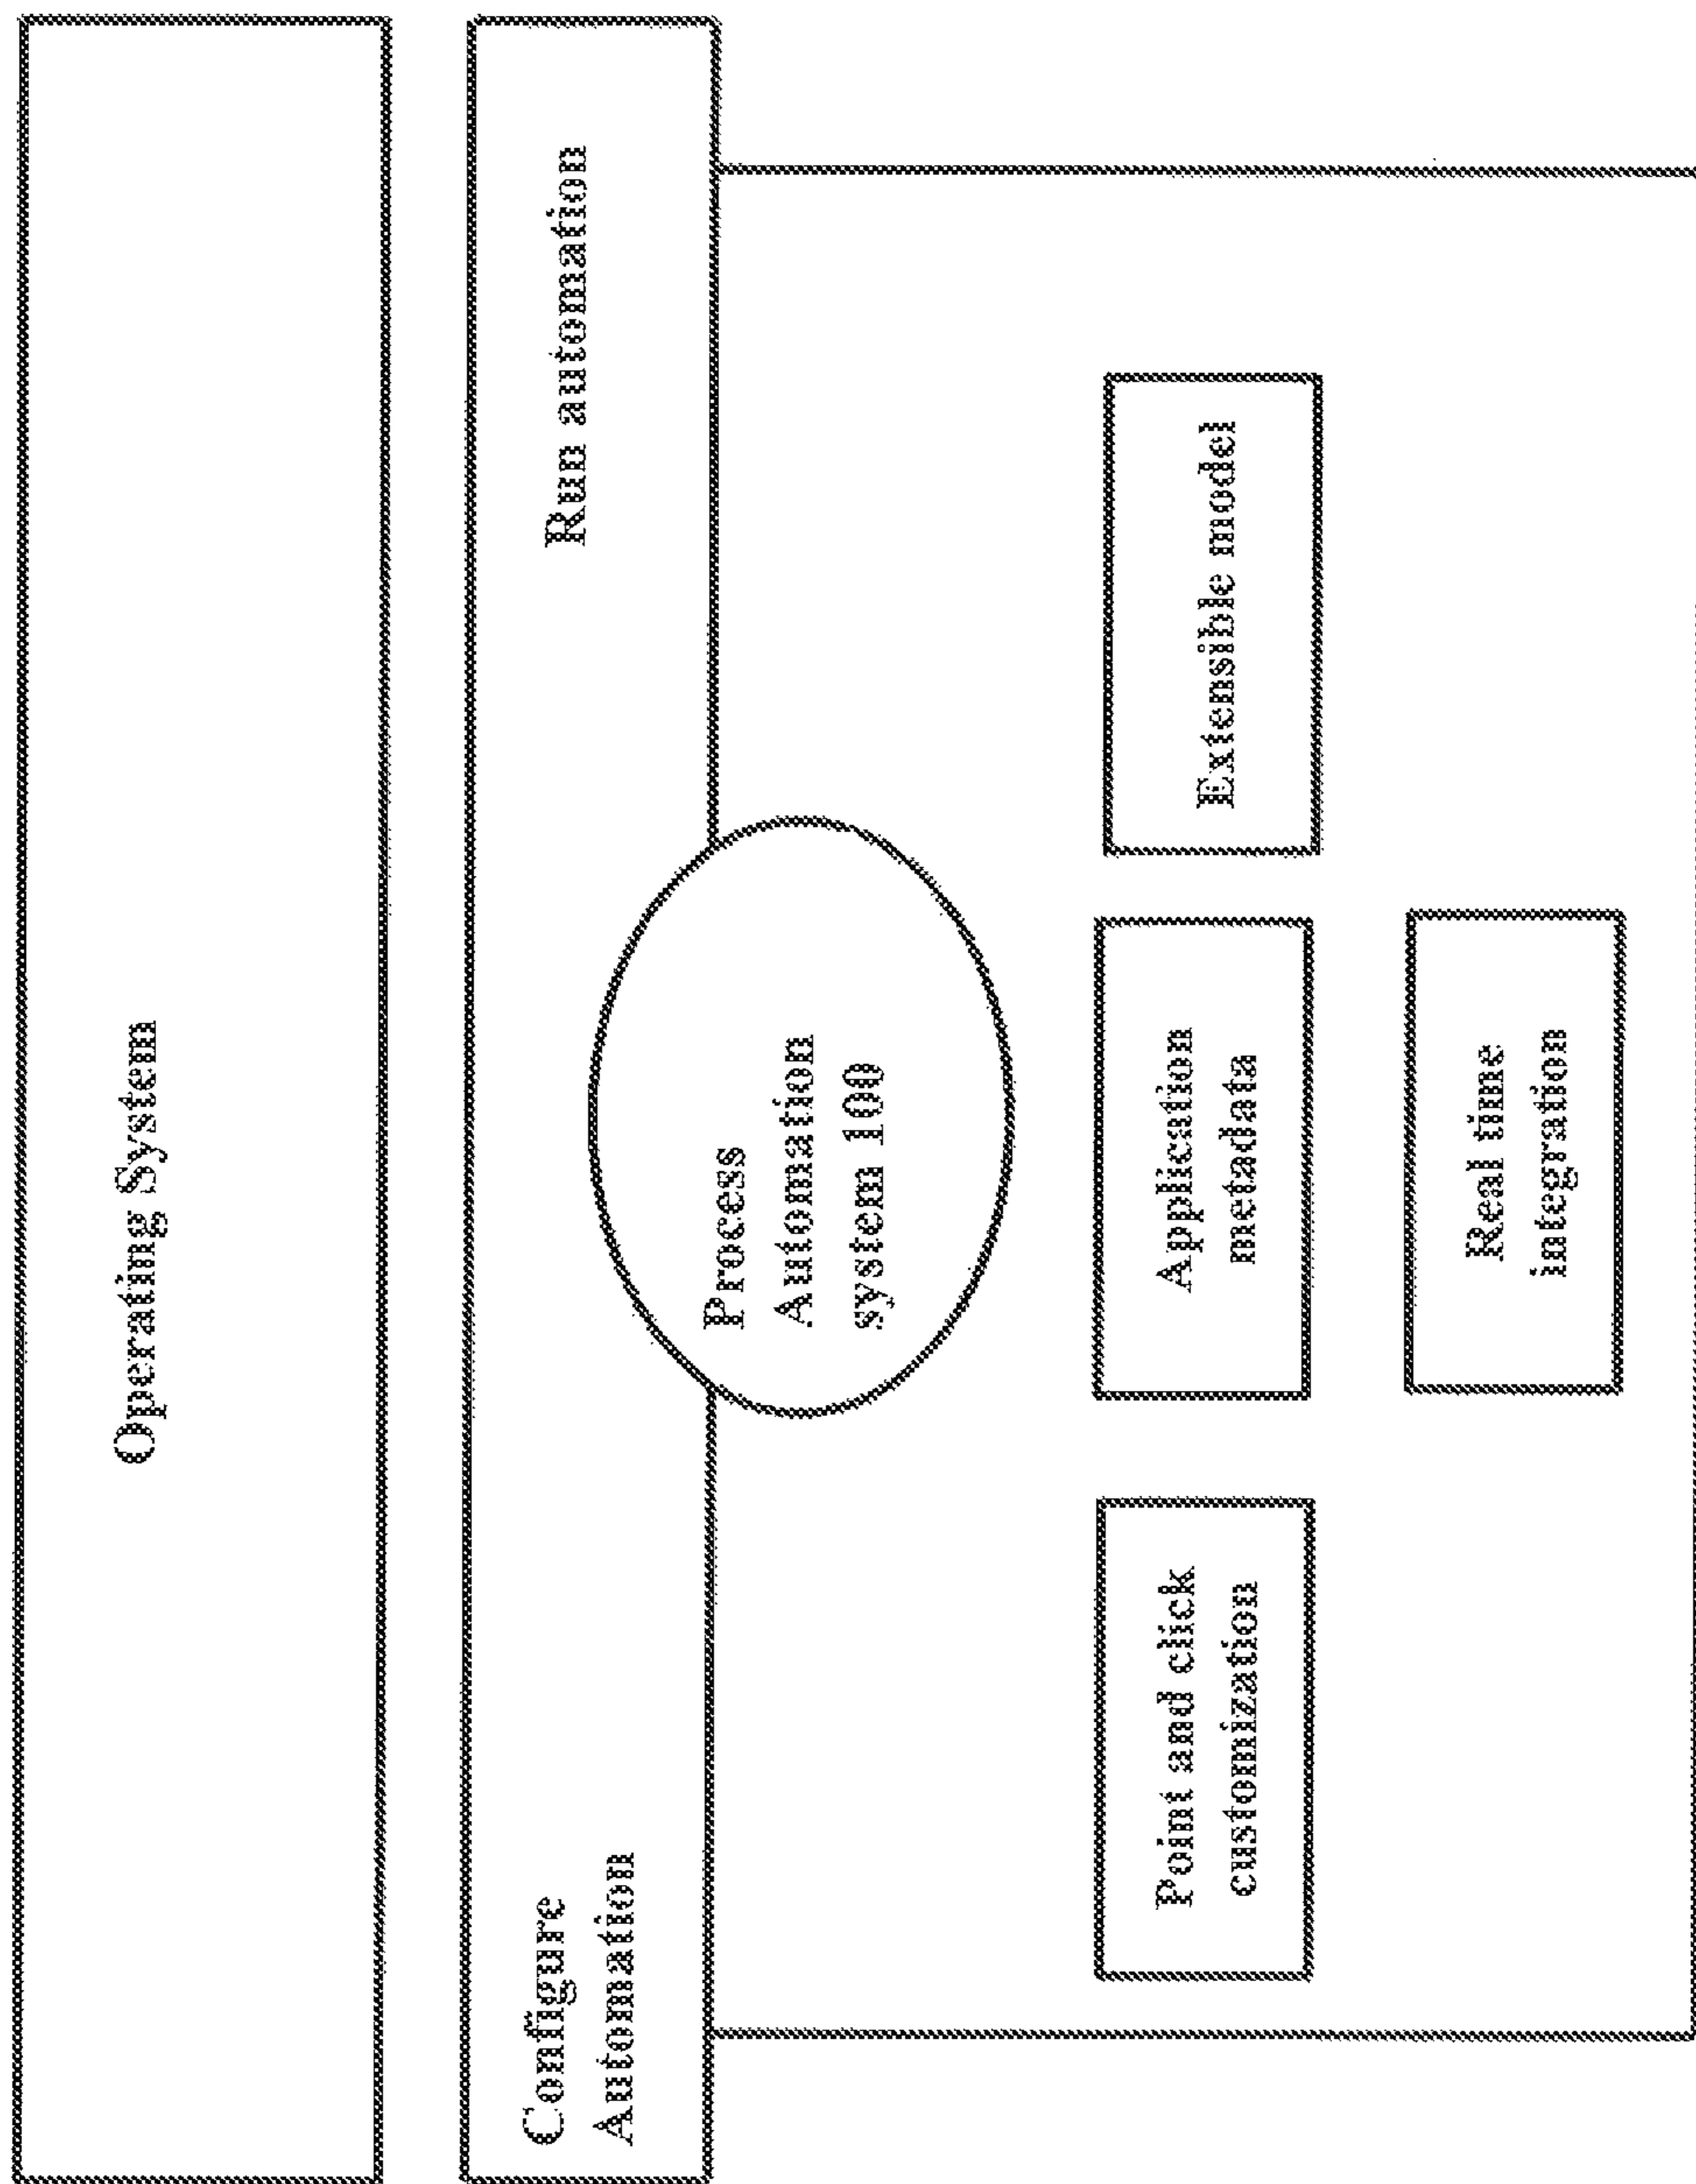 Operating System
Configure
Automation
Run automation
Process
Automation
system 100
Point and click
customization
Application
metadata
Extensible model
Real time
integration